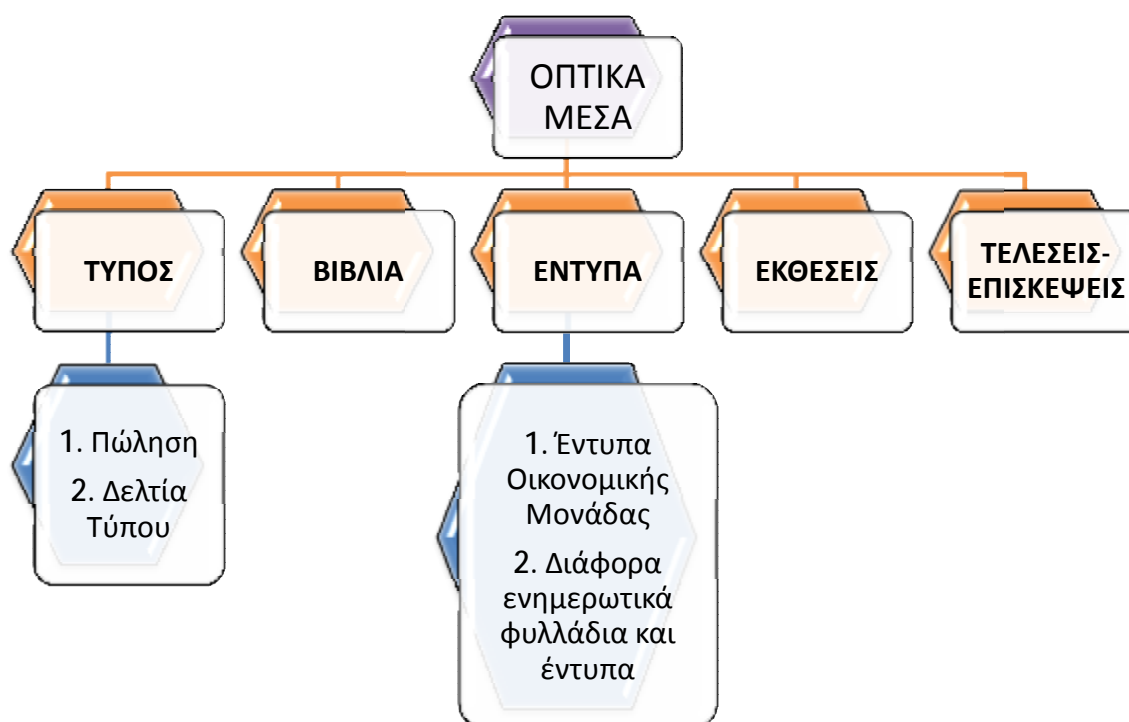 ΟΠΤΙΚΑ
ΜΕΣΑ
ΤΥΠΟΣ
ΒΙΒΛΙΑ
ΕΝΤΥΠΑ
ΕΚΘΕΣΕΙΣ
ΤΕΛΕΣΕΙΣ-
ΕΠΙΣΚΕΨΕΙΣ
1. Πώληση
2. Δελτία
Τύπου
1. Έντυπα
Οικονομικής
Μονάδας
2. Διάφορα
ενημερωτικά
φυλλάδια και
έντυπα